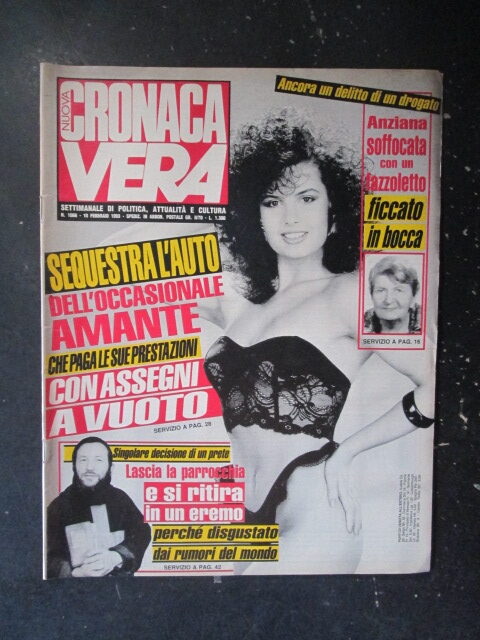 NUOVA
CRONACA
VERA
SETTIMANALE DI POLITICA, ATTUALITÀ E CULTURA
Ancora un delitto di un drogato
Anziana
soffocata
con un
fazzoletto
ficcato
in bocca
SERVIZIO A PAG. 16
SEQUESTRA L'AUTO
DELL'OCCASIONALE
AMANTE
CHE PAGA LE SUE PRESTAZIONI
CON ASSEGNI
A VUOTO
SERVIZIO A PAG. 28
Singolare decisione di un prete
Lascia la parrocchia
e si ritira
in un eremo
perché disgustato
dai rumori del mondo
SERVIZIO A PAG. 42